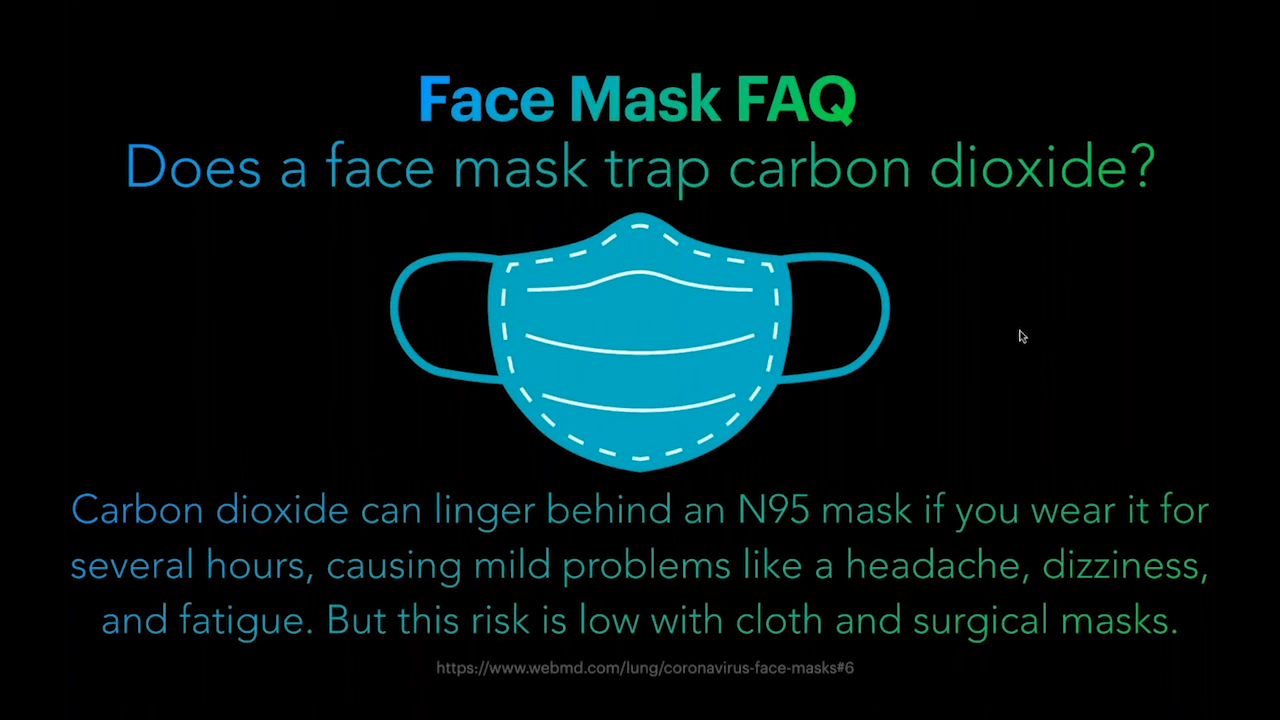 Face Mask FAQ
Does a face mask trap carbon dioxide?
Carbon dioxide can linger behind an N95 mask if you wear it for
several hours, causing mild problems like a headache, dizziness,
and fatigue. But this risk is low with cloth and surgical masks.
https://www.webmd.com/lung/coronavirus-face-masks#6